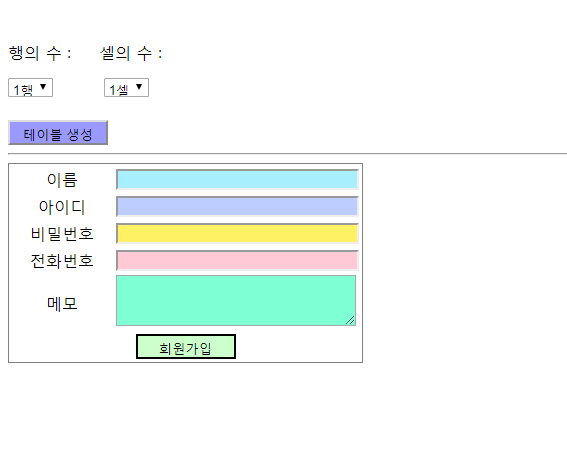 행의 수 : 셀의 수 :
1행 1셀
테이블 생성
이름
아이디
비밀번호
전화번호
메모
회원가입